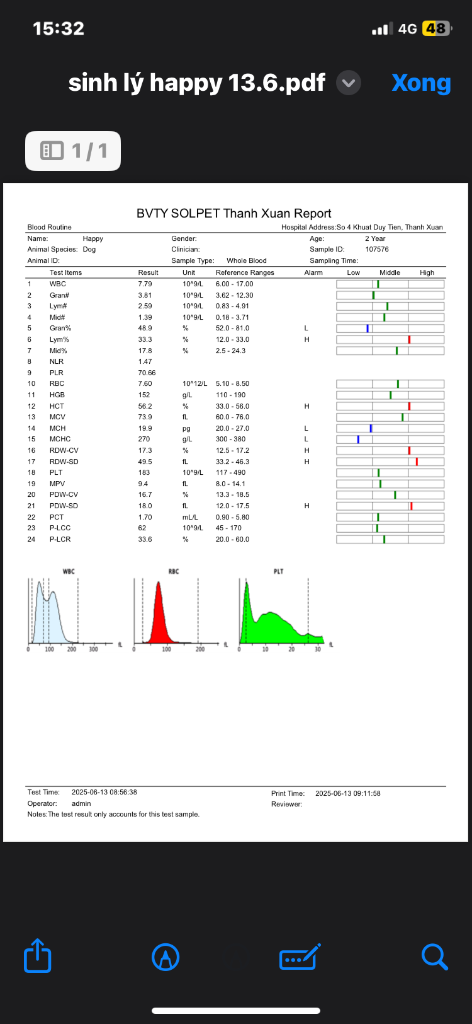 15:32 4G 48
sinh lý happy 13.6.pdf Xong
1/1
BVTY SOLPET Thanh Xuan Report
Blood Routine Hospital Address:So 4 Khuat Duy Tien, Thanh Xuan
Name: Happy Gender: Age: 2 Year
Animal Species: Dog Clinician: Sample ID: 107576
Animal ID: Sample Type: Whole Blood Sampling Time:
Test Items Result Unit Reference Ranges Alarm Low Middle High
1 WBC 7.79 10^9/L 6.00 - 17.00
2 Gran# 3.81 10^9/L 3.62 - 12.30
3 Lym# 2.59 10^9/L 0.83 - 4.91
4 Mid# 1.39 10^9/L 0.18 - 3.71
5 Gran% 48.9 % 52.0 - 81.0 L
6 Lym% 33.3 % 12.0 - 33.0 H
7 Mid% 17.8 % 2.5 - 24.3
8 NLR 1.47
9 PLR 70.66
10 RBC 7.60 10^12/L 5.10 - 8.50
11 HGB 152 g/L 110 - 190
12 HCT 56.2 % 33.0 - 56.0 H
13 MCV 73.9 fL 60.0 - 76.0
14 MCH 19.9 pg 20.0 - 27.0 L
15 MCHC 270 g/L 300 - 380 L
16 RDW-CV 17.3 % 12.5 - 17.2 H
17 RDW-SD 49.5 fL 33.2 - 46.3 H
18 PLT 183 10^9/L 117 - 490
19 MPV 9.4 fL 8.0 - 14.1
20 PDW-CV 16.7 % 13.3 - 18.5
21 PDW-SD 18.0 fL 12.0 - 17.5 H
22 PCT 1.70 mL/L 0.90 - 5.80
23 P-LCC 62 10^9/L 45 - 170
24 P-LCR 33.6 % 20.0 - 60.0
WBC RBC PLT
0 100 200 300 fL 0 100 200 fL 0 10 20 30 fL
Test Time: 2025-06-13 08:56:38 Print Time: 2025-06-13 09:11:58
Operator: admin Reviewer:
Notes:The test result only accounts for this test sample.